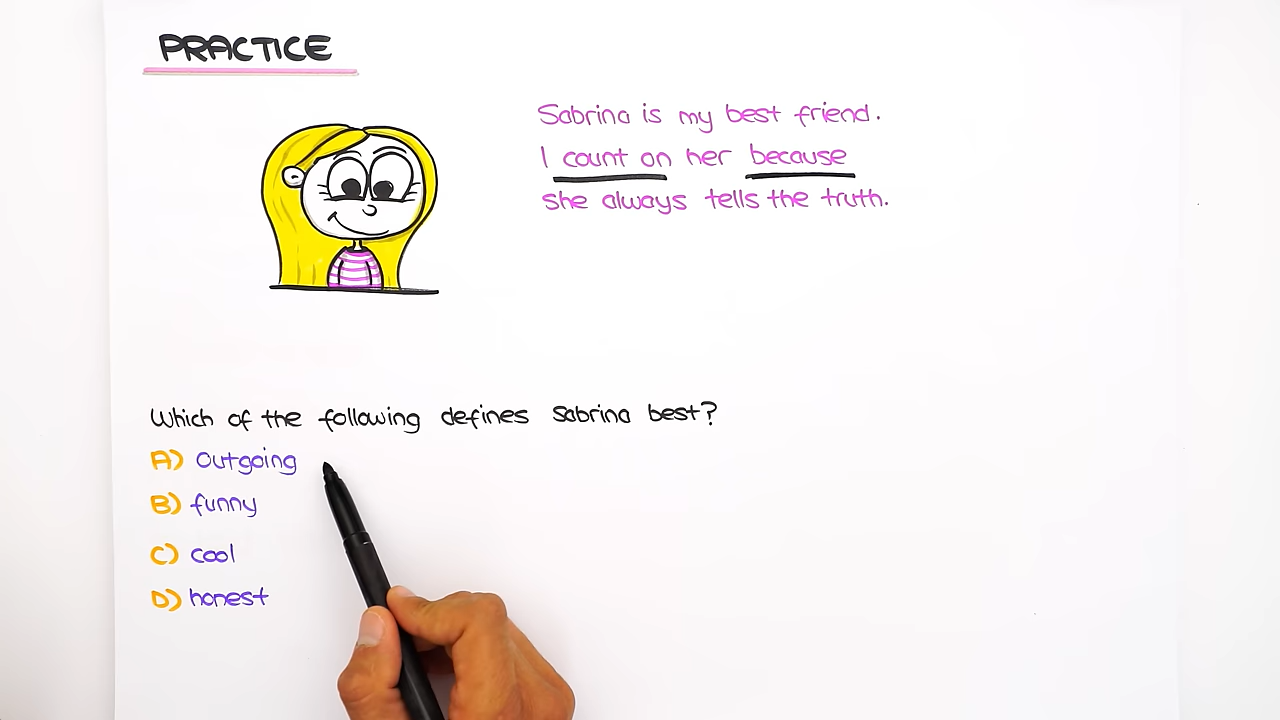 PRACTICE
Sabrina is my best friend.
I count on her because
she always tells the truth.
Which of the following defines Sabrina best?
A) Outgoing
B) funny
C) cool
D) honest